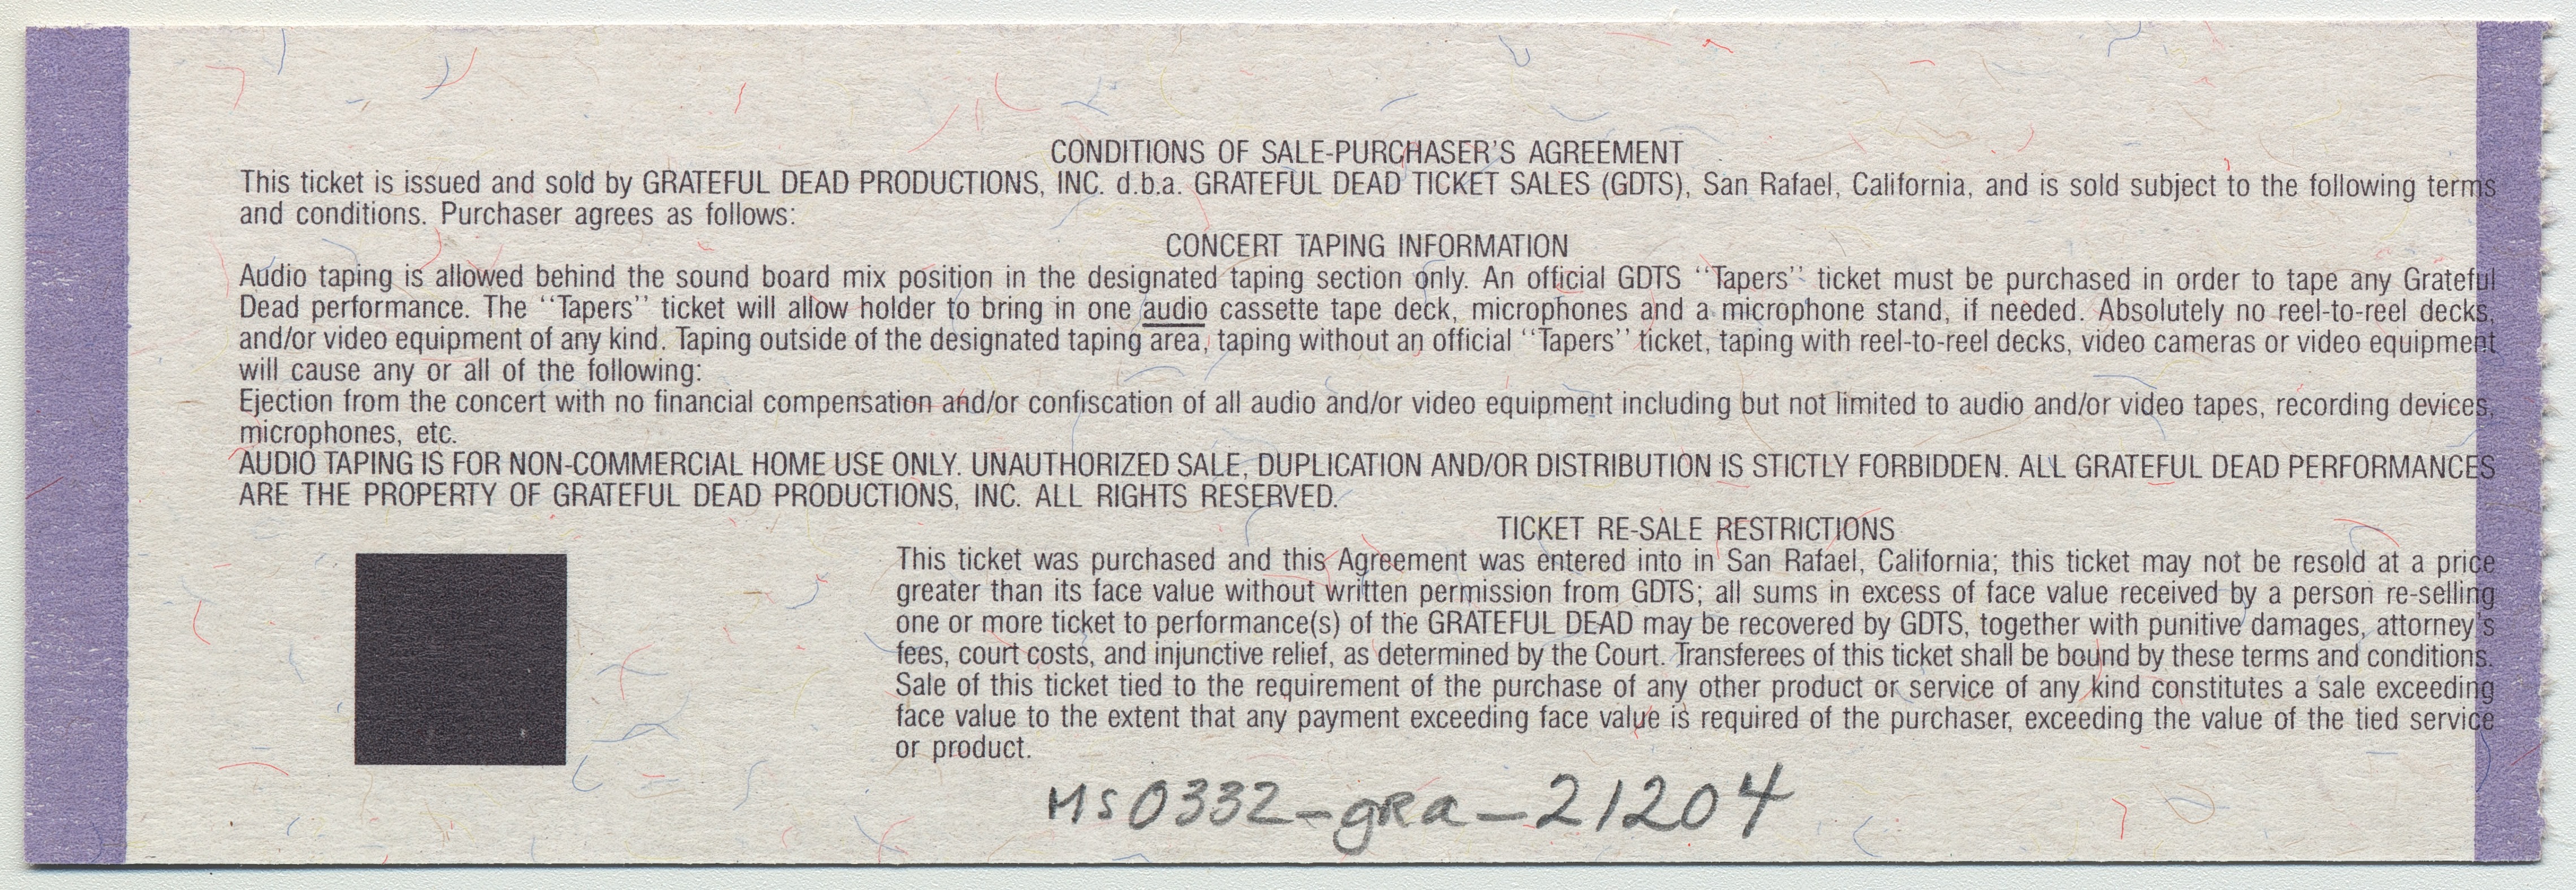 CONDITIONS OF SALE-PURCHASER'S AGREEMENT
This ticket is issued and sold by GRATEFUL DEAD PRODUCTIONS, INC. d.b.a. GRATEFUL DEAD TICKET SALES (GDTS), San Rafael, California, and is sold subject to the following terms
and conditions. Purchaser agrees as follows:
CONCERT TAPING INFORMATION
Audio taping is allowed behind the sound board mix position in the designated taping section only. An official GDTS ‘‘Tapers’’ ticket must be purchased in order to tape any Grateful
Dead performance. The ‘‘Tapers’’ ticket will allow holder to bring in one audio cassette tape deck, microphones and a microphone stand, if needed. Absolutely no reel-to-reel decks,
and/or video equipment of any kind. Taping outside of the designated taping area, taping without an official ‘‘Tapers’’ ticket, taping with reel-to-reel decks, video cameras or video equipment
will cause any or all of the following:
Ejection from the concert with no financial compensation and/or confiscation of all audio and/or video equipment including but not limited to audio and/or video tapes, recording devices,
microphones, etc.
AUDIO TAPING IS FOR NON-COMMERCIAL HOME USE ONLY. UNAUTHORIZED SALE, DUPLICATION AND/OR DISTRIBUTION IS STICTLY FORBIDDEN. ALL GRATEFUL DEAD PERFORMANCES
ARE THE PROPERTY OF GRATEFUL DEAD PRODUCTIONS, INC. ALL RIGHTS RESERVED.
TICKET RE-SALE RESTRICTIONS
This ticket was purchased and this Agreement was entered into in San Rafael, California; this ticket may not be resold at a price
greater than its face value without written permission from GDTS; all sums in excess of face value received by a person re-selling
one or more ticket to performance(s) of the GRATEFUL DEAD may be recovered by GDTS, together with punitive damages, attorney's
fees, court costs, and injunctive relief, as determined by the Court. Transferees of this ticket shall be bound by these terms and conditions.
Sale of this ticket tied to the requirement of the purchase of any other product or service of any kind constitutes a sale exceeding
face value to the extent that any payment exceeding face value is required of the purchaser, exceeding the value of the tied service
or product.
MS0332-gRa-21204